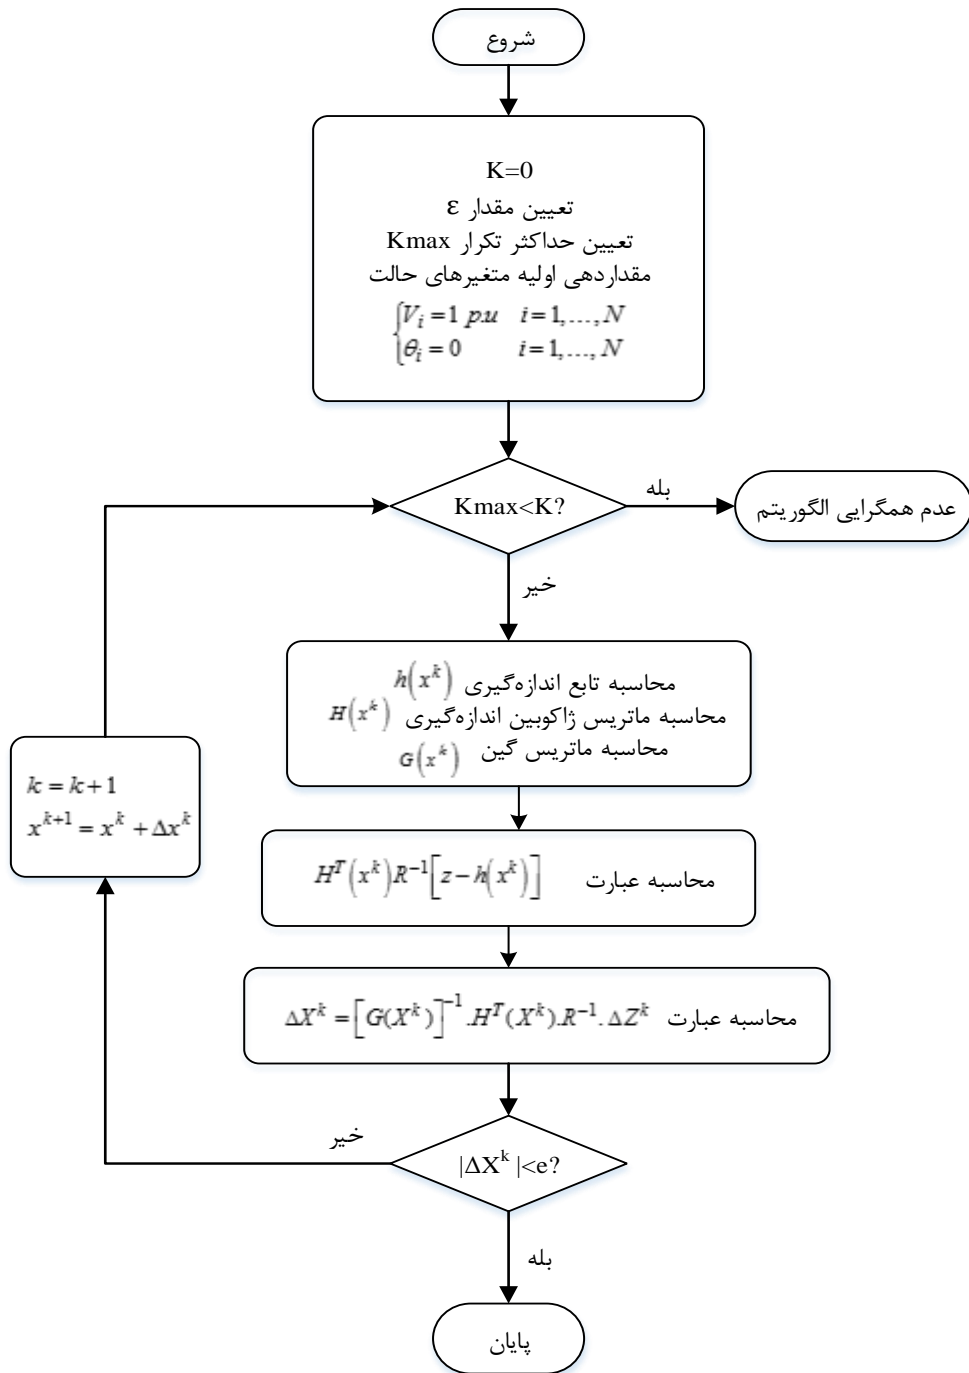 شروع
K=0
تعیین مقدار ε
تعیین حداکثر تکرار Kmax
مقداردهی اولیه متغیرهای حالت
V_i = 1 p.u   i = 1, ..., N
θ_i = 0   i = 1, ..., N
Kmax<K?
بله
عدم همگرایی الگوریتم
خیر
محاسبه تابع اندازه‌گیری h(x^k)
محاسبه ماتریس ژاکوبین اندازه‌گیری H(x^k)
محاسبه ماتریس گین G(x^k)
k = k+1
x^{k+1} = x^k + Δx^k
محاسبه عبارت H^T(x^k)R^{-1}[z-h(x^k)]
محاسبه عبارت ΔX^k = [G(X^k)]^{-1}.H^T(X^k).R^{-1}.ΔZ^k
خیر
|ΔX^k |<e?
بله
پایان